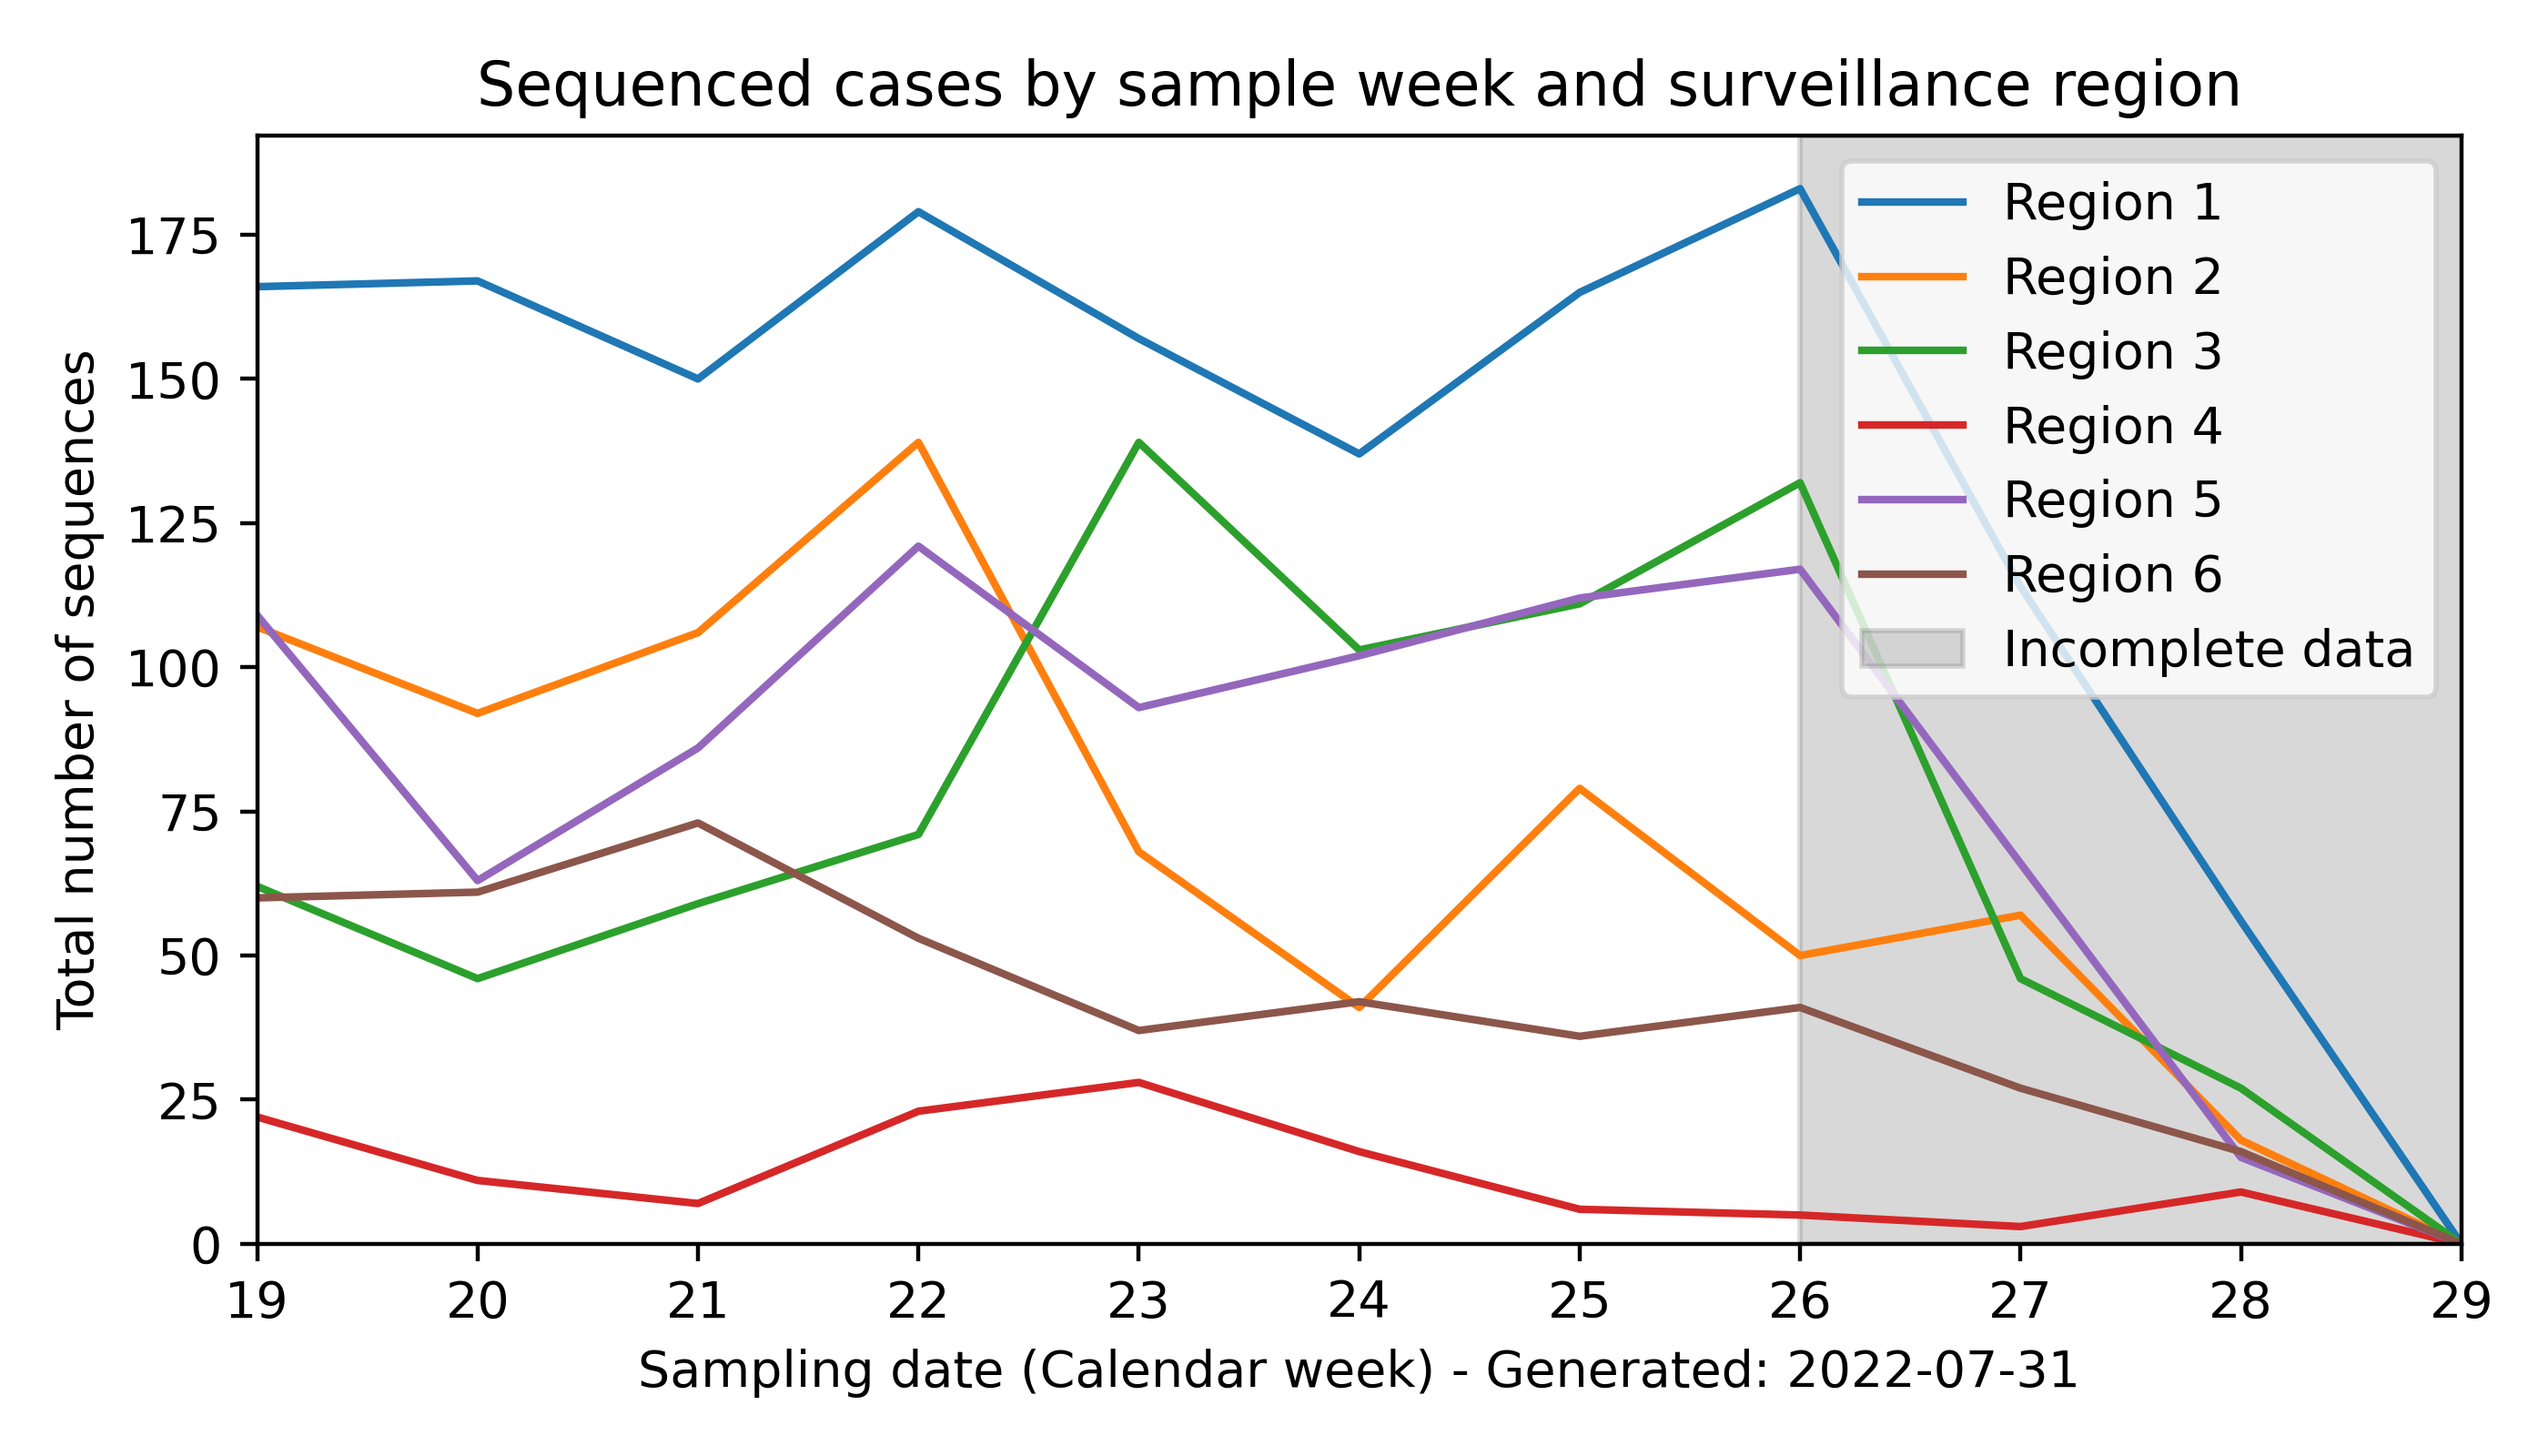 Sequenced cases by sample week and surveillance region
Total number of sequences
175
150
125
100
75
50
25
0
Region 1
Region 2
Region 3
Region 4
Region 5
Region 6
Incomplete data
19 20 21 22 23 24 25 26 27 28 29
Sampling date (Calendar week) - Generated: 2022-07-31